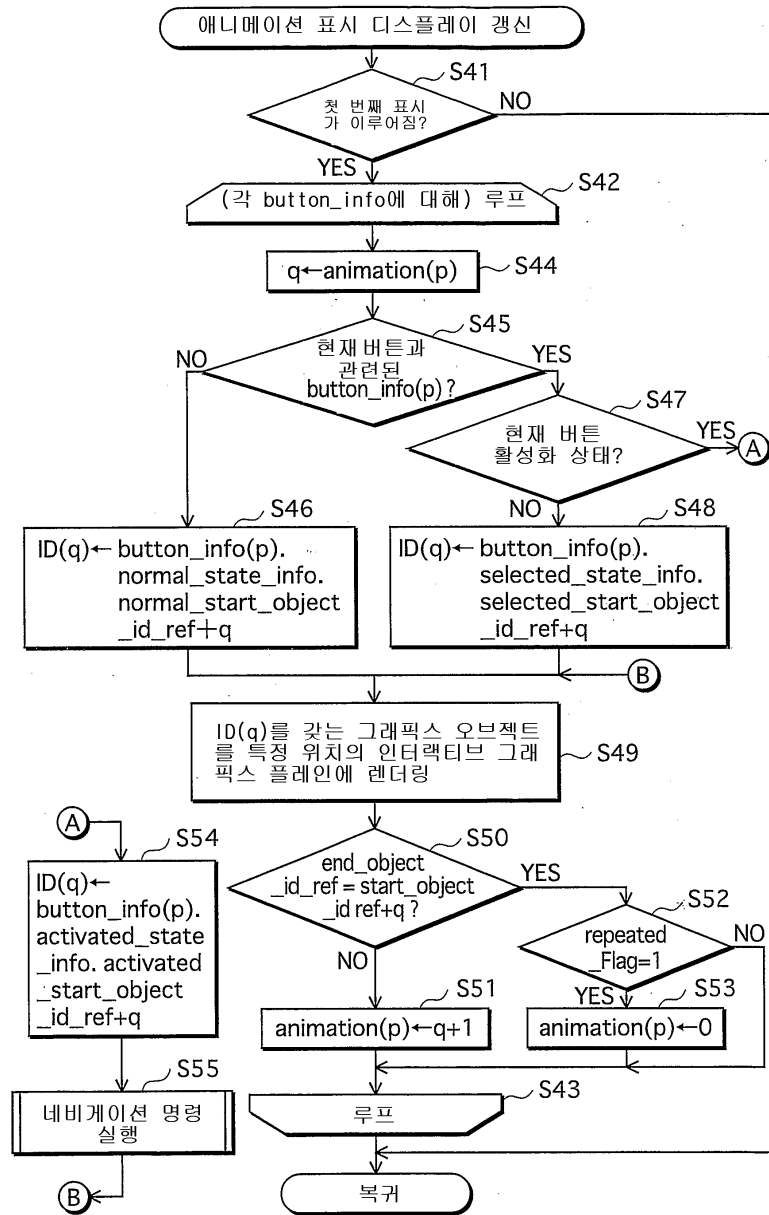 애니메이션 표시 디스플레이 갱신
S41
첫 번째 표시
가 이루어짐?
NO
YES
S42
(각 button_info에 대해) 루프
q←animation(p)
S44
S45
현재 버튼과
관련된
button_info(p)?
NO
YES
S47
현재 버튼
활성화 상태?
YES
A
NO
S46
ID(q)← button_info(p).
normal_state_info.
normal_start_object
_id_ref+q
S48
ID(q)← button_info(p).
selected_state_info.
selected_start_object
_id_ref+q
B
ID(q)를 갖는 그래픽스 오브젝트
를 특정 위치의 인터랙티브 그래
픽스 플레인에 렌더링
S49
A
S54
ID(q)←
button_info(p).
activated_state
_info. activated
_start_object
_id_ref+q
S50
end_object
_id_ref = start_object
_id ref+q ?
YES
NO
S52
repeated
_Flag=1
NO
YES
S51
animation(p)←q+1
S53
animation(p)←0
S55
네비게이션 명령
실행
B
S43
루프
복귀